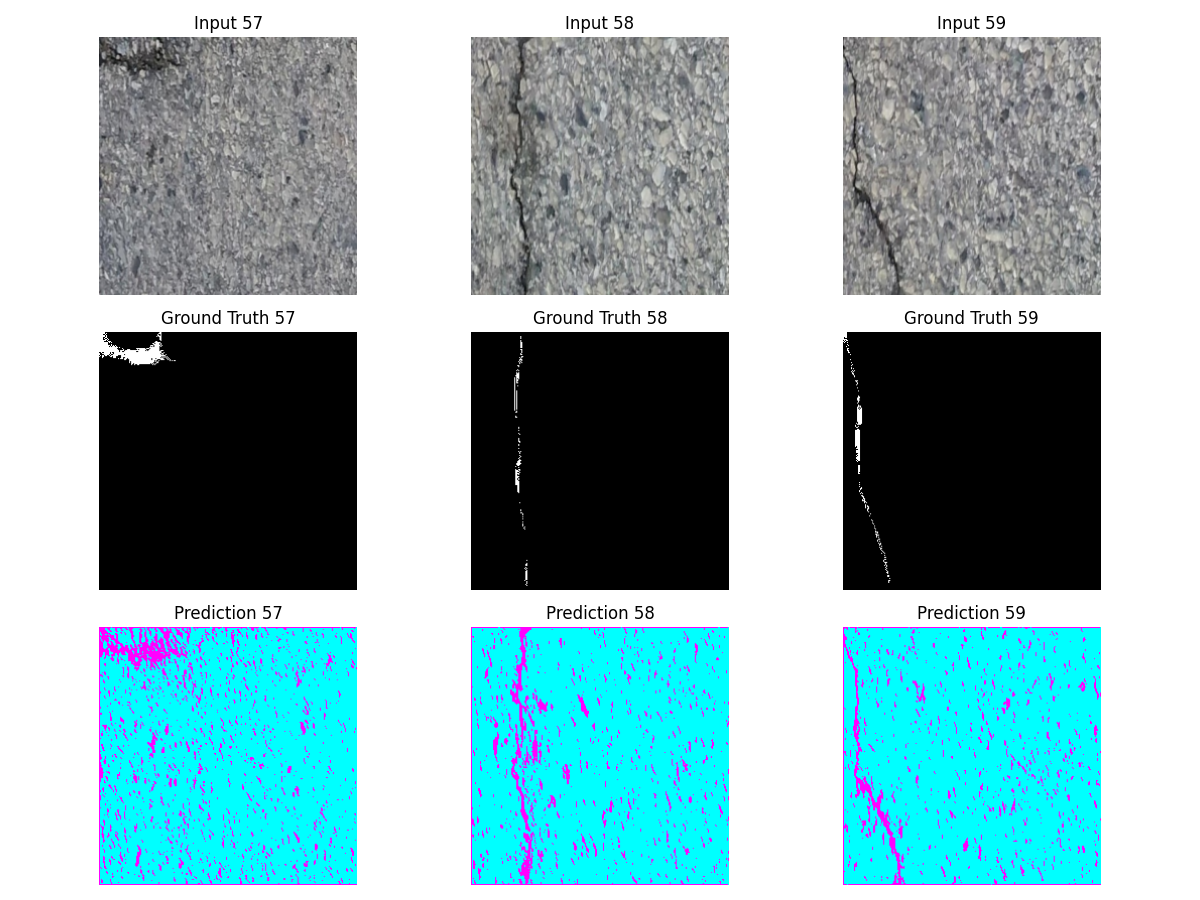 Input 57
Input 58
Input 59
Ground Truth 57
Ground Truth 58
Ground Truth 59
Prediction 57
Prediction 58
Prediction 59